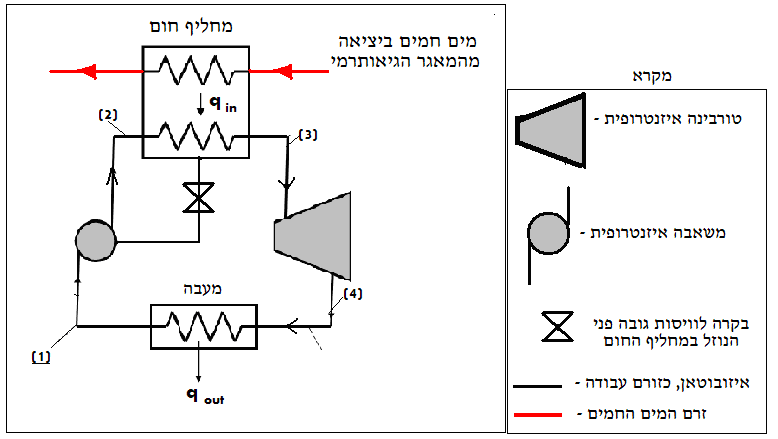 מחליף חום
מים חמים ביציאה
מהמאגר הגיאותרמי
q in
(2)
(3)
מעבה
(4)
(1)
q out
מקרא
טורבינה איזנטרופית -
משאבה איזנטרופית -
בקרה לוויסות גובה פני
הנוזל במחליף החום
איזובוטאן, כזורם עבודה -
זרם המים החמים -